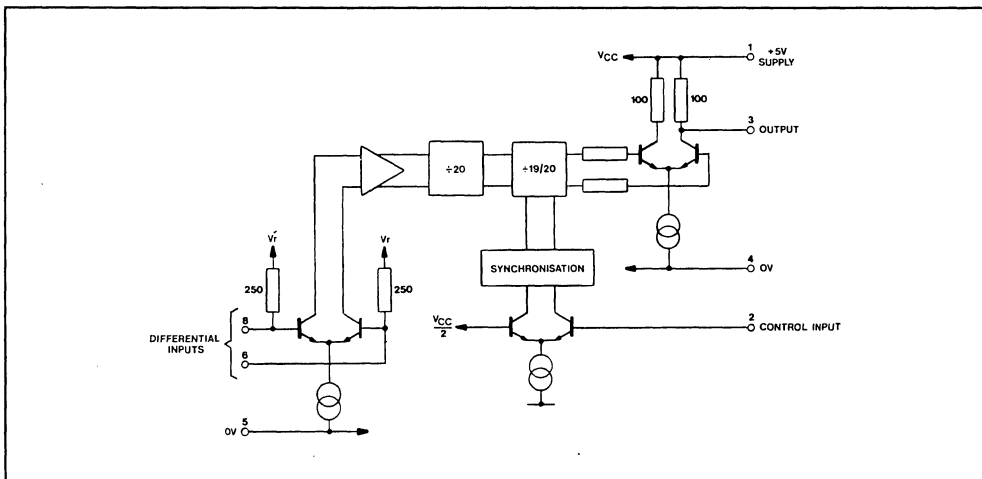 1
VCC
+5V
SUPPLY
100
100
3
OUTPUT
÷20
÷19/20
Vr
Vr
4
0V
SYNCHRONISATION
250
250
8
VCC
2
2
CONTROL INPUT
DIFFERENTIAL
INPUTS
6
5
0V